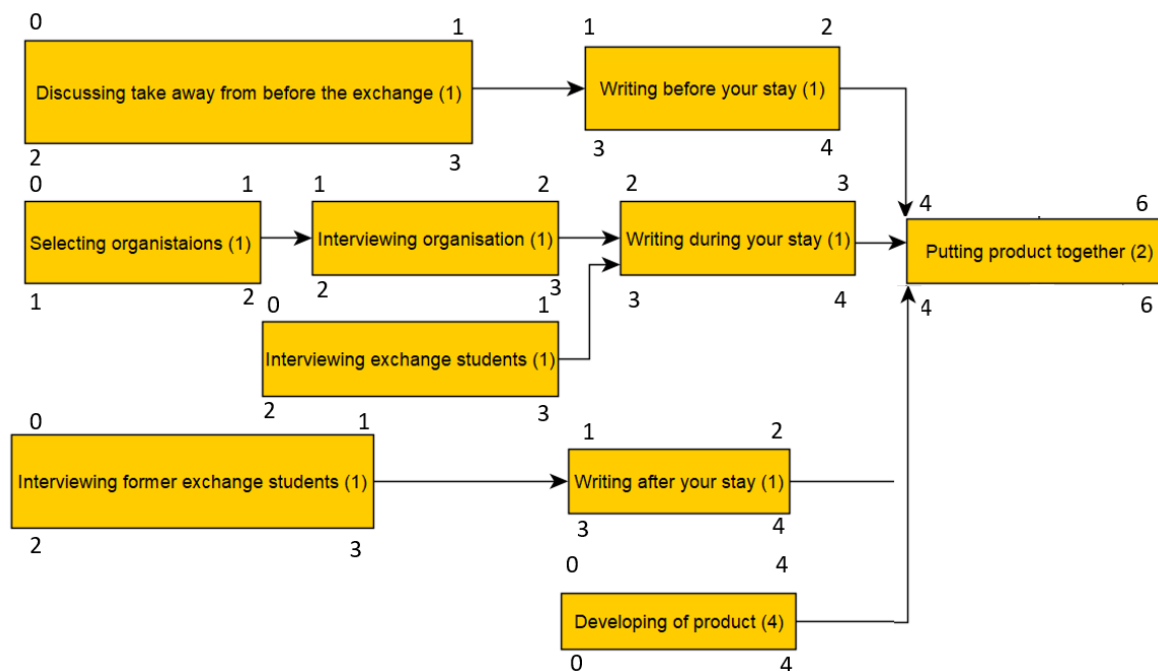 0 1 1 2
Discussing take away from before the exchange (1)
Writing before your stay (1)
2 3 3 4
0 1 1 2 2 3 4 6
Selecting organistaions (1)
Interviewing organisation (1)
Writing during your stay (1)
Putting product together (2)
1 2 2 3 3 4 4 6
0 1
Interviewing exchange students (1)
2 3
0 1 1 2
Interviewing former exchange students (1)
Writing after your stay (1)
2 3 3 4
0 4
Developing of product (4)
0 4